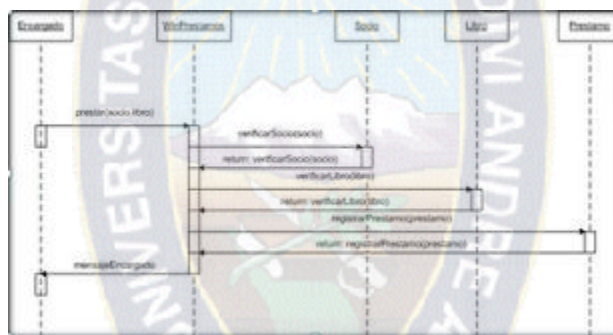 Encargado
WinPrestamos
Socio
Libro
Prestamo
prestar(socio,libro)
verificarSocio(socio)
return: verificarSocio(socio)
verificarLibro(libro)
return: verificarLibro(libro)
registrarPrestamo(prestamo)
return: registrarPrestamo(prestamo)
mensajeEncargado
UNIVERSITAS